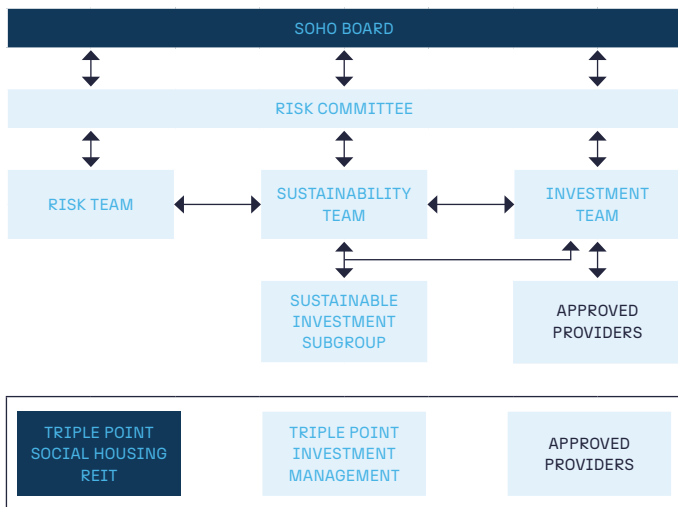 SOHO BOARD
RISK COMMITTEE
RISK TEAM
SUSTAINABILITY
TEAM
INVESTMENT
TEAM
SUSTAINABLE
INVESTMENT
SUBGROUP
APPROVED
PROVIDERS
TRIPLE POINT
SOCIAL HOUSING
REIT
TRIPLE POINT
INVESTMENT
MANAGEMENT
APPROVED
PROVIDERS